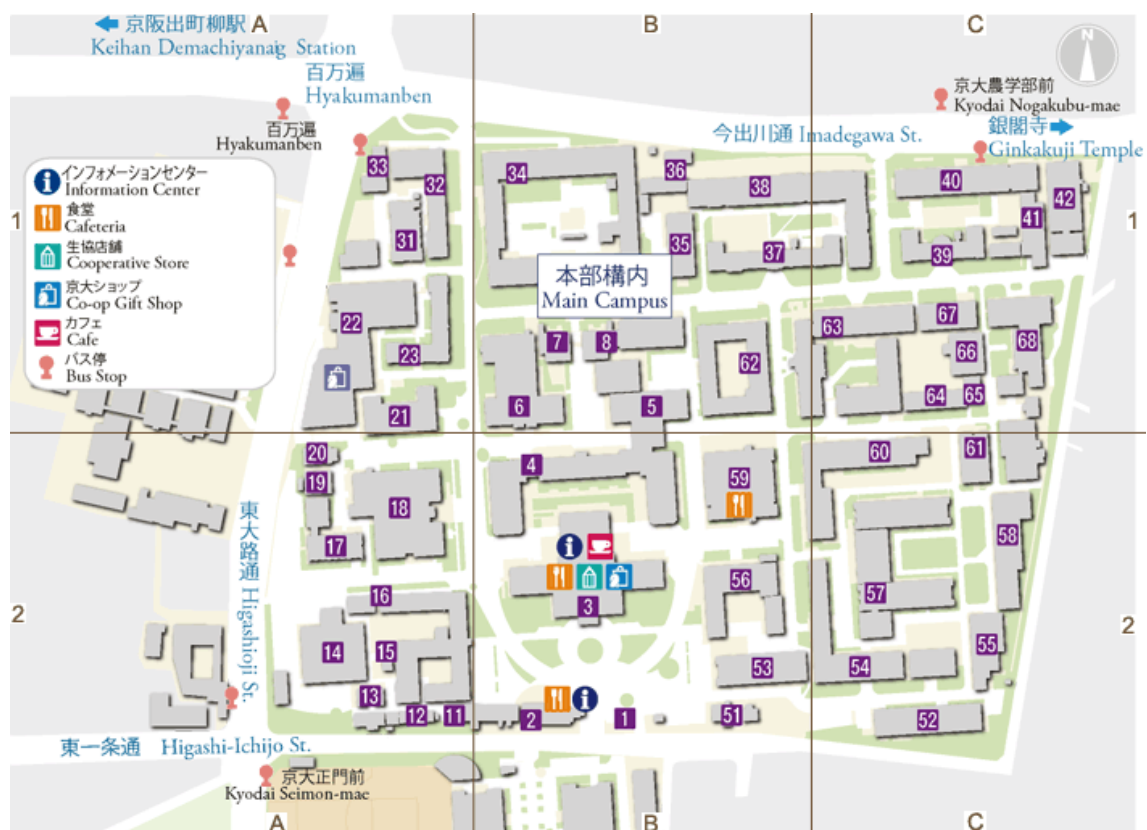 A
B
C
京阪出町柳駅
Keihan Demachiyanagi Station
百万遍
Hyakumanben
N
京大農学部前
Kyodai Nogakubu-mae
百万遍
Hyakumanben
今出川通 Imadegawa St.
銀閣寺
Ginkakuji Temple
インフォメーションセンター
Information Center
食堂
Cafeteria
生協店舗
Cooperative Store
京大ショップ
Co-op Gift Shop
カフェ
Cafe
バス停
Bus Stop
1
1
33
32
34
36
38
40
42
31
35
37
41
39
本部構内
Main Campus
22
23
7
8
62
63
67
66
68
21
6
5
64
65
20
19
18
4
59
60
61
17
58
東大路通 Higashioji St.
i
16
3
56
57
2
2
14
15
13
12
11
53
54
55
i
2
1
51
52
東一条通 Higashi-Ichijo St.
京大正門前
Kyodai Seimon-mae
A
B
C